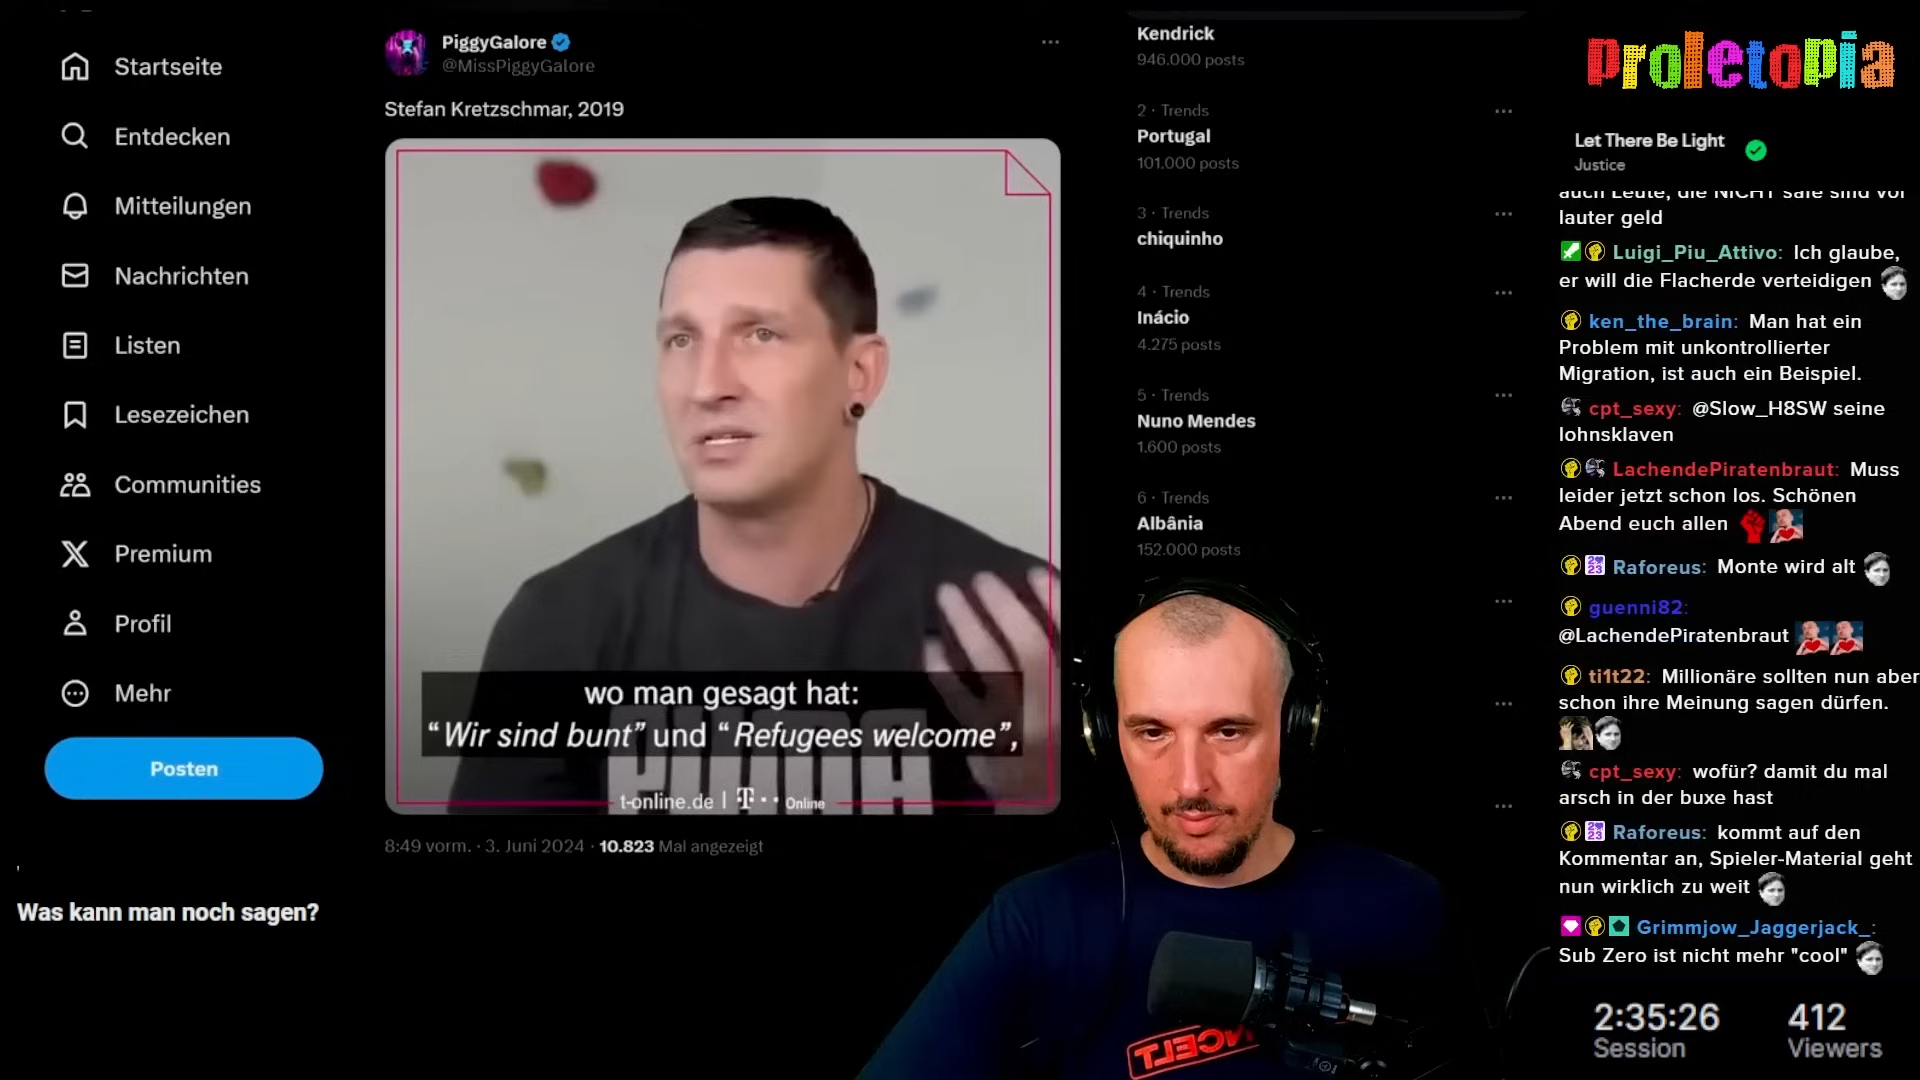 Startseite
Entdecken
Mitteilungen
Nachrichten
Listen
Lesezeichen
Communities
Premium
Profil
Mehr
Posten
Was kann man noch sagen?
PiggyGalore
@MissPiggyGalore
Stefan Kretzschmar, 2019
wo man gesagt hat:
“Wir sind bunt” und “Refugees welcome”,
t-online.de | T·· Online
8:49 vorm. · 3. Juni 2024 · 10.823 Mal angezeigt
Kendrick
946.000 posts
2 · Trends
Portugal
101.000 posts
3 · Trends
chiquinho
4 · Trends
Inácio
4.275 posts
5 · Trends
Nuno Mendes
1.600 posts
6 · Trends
Albânia
152.000 posts
7
Proletopia
Let There Be Light
Justice
auch Leute, die NICHT safe sind vor
lauter geld
Luigi_Piu_Attivo: Ich glaube,
er will die Flacherde verteidigen
ken_the_brain: Man hat ein
Problem mit unkontrollierter
Migration, ist auch ein Beispiel.
cpt_sexy: @Slow_H8SW seine
lohnsklaven
LachendePiratenbraut: Muss
leider jetzt schon los. Schönen
Abend euch allen
Raforeus: Monte wird alt
guenni82:
@LachendePiratenbraut
ti1t22: Millionäre sollten nun aber
schon ihre Meinung sagen dürfen.
cpt_sexy: wofür? damit du mal
arsch in der buxe hast
Raforeus: kommt auf den
Kommentar an, Spieler-Material geht
nun wirklich zu weit
Grimmjow_Jaggerjack_:
Sub Zero ist nicht mehr "cool"
2:35:26
Session
412
Viewers